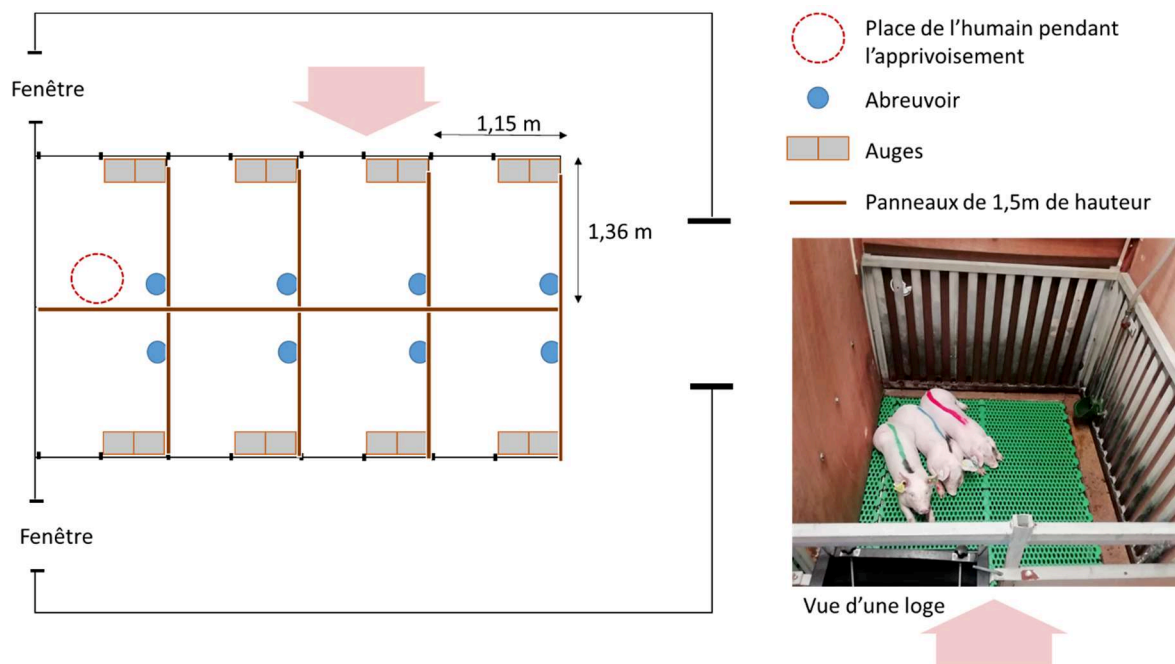 Fenêtre
1,15 m
1,36 m
Fenêtre
Place de l'humain pendant
l'apprivoisement
Abreuvoir
Auges
Panneaux de 1,5m de hauteur
Vue d'une loge